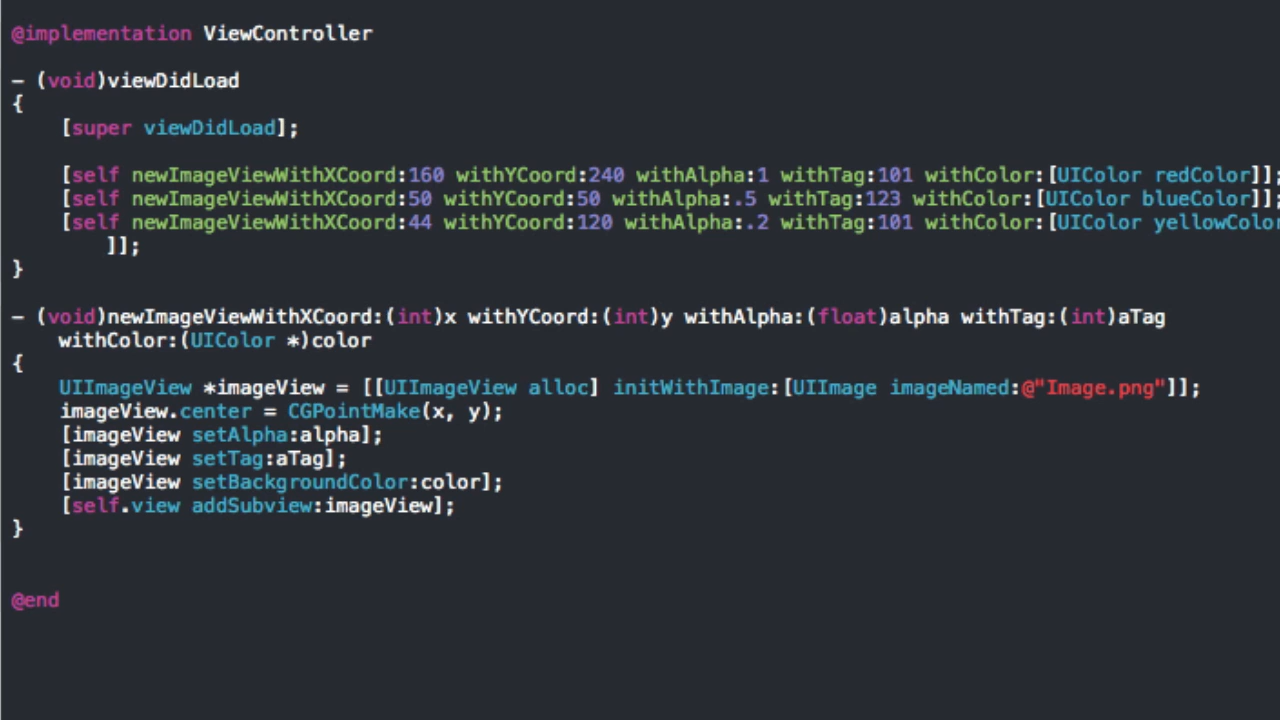 @implementation ViewController
- (void)viewDidLoad
{
[super viewDidLoad];
[self newImageViewWithXCoord:160 withYCoord:240 withAlpha:1 withTag:101 withColor:[UIColor redColor]];
[self newImageViewWithXCoord:50 withYCoord:50 withAlpha:.5 withTag:123 withColor:[UIColor blueColor]];
[self newImageViewWithXCoord:44 withYCoord:120 withAlpha:.2 withTag:101 withColor:[UIColor yellowColor
]];
}
- (void)newImageViewWithXCoord:(int)x withYCoord:(int)y withAlpha:(float)alpha withTag:(int)aTag
withColor:(UIColor *)color
{
UIImageView *imageView = [[UIImageView alloc] initWithImage:[UIImage imageNamed:@"Image.png"]];
imageView.center = CGPointMake(x, y);
[imageView setAlpha:alpha];
[imageView setTag:aTag];
[imageView setBackgroundColor:color];
[self.view addSubview:imageView];
}
@end